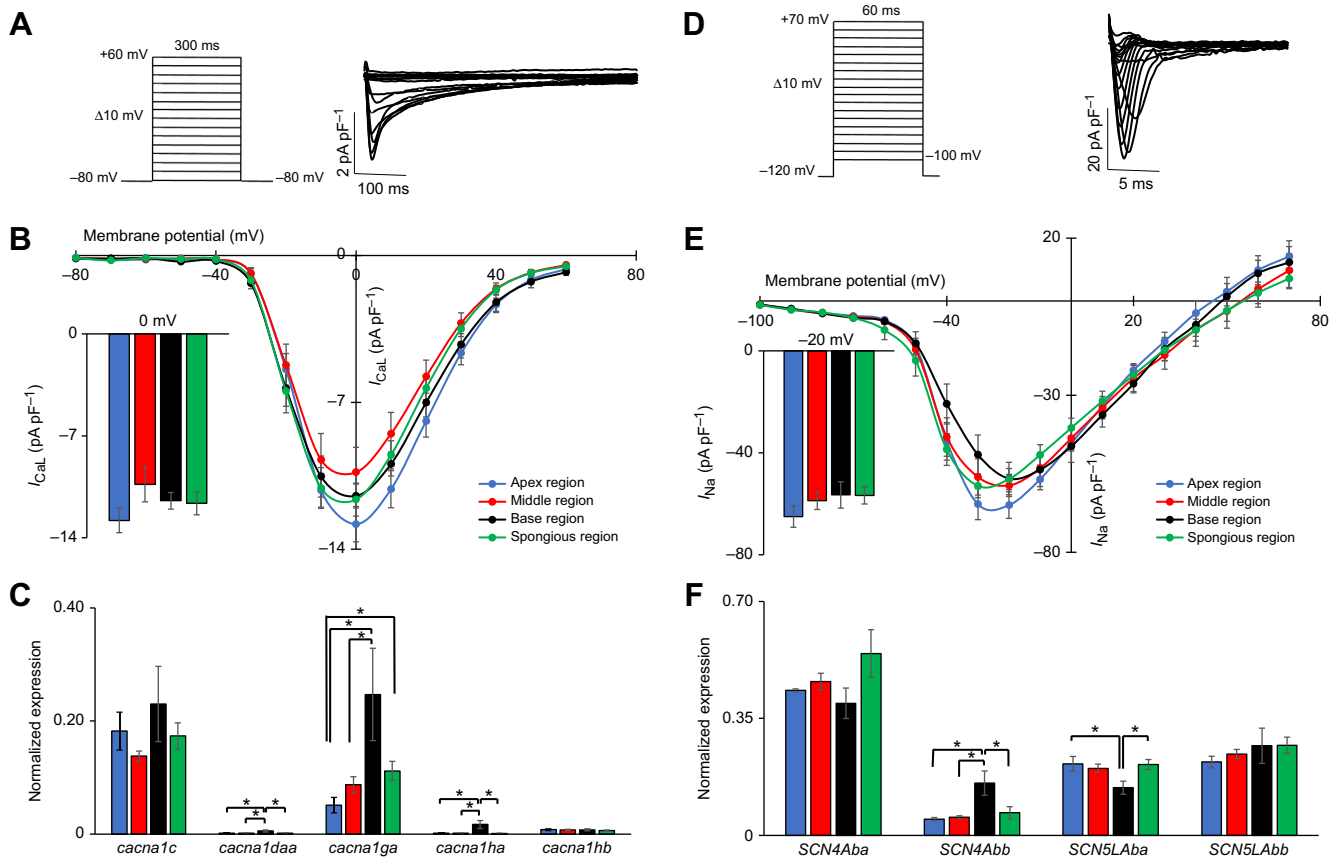 A
+60 mV
300 ms
Δ10 mV
–80 mV
–80 mV
2 pA pF–1
100 ms
D
+70 mV
60 ms
Δ10 mV
–120 mV
–100 mV
20 pA pF–1
5 ms
B
Membrane potential (mV)
–80
–40
0
40
80
ICaL (pA pF–1)
–7
–14
0 mV
0
–7
–14
ICaL (pA pF–1)
Apex region
Middle region
Base region
Spongious region
E
Membrane potential (mV)
20
–100
–40
20
80
–30
–80
INa (pA pF–1)
–20 mV
0
–40
–80
INa (pA pF–1)
Apex region
Middle region
Base region
Spongious region
C
Normalized expression
0.40
0.20
0
* *
*
*
*
*
* *
*
cacna1c
cacna1daa
cacna1ga
cacna1ha
cacna1hb
F
Normalized expression
0.70
0.35
0
* *
*
* *
SCN4Aba
SCN4Abb
SCN5LAba
SCN5LAbb